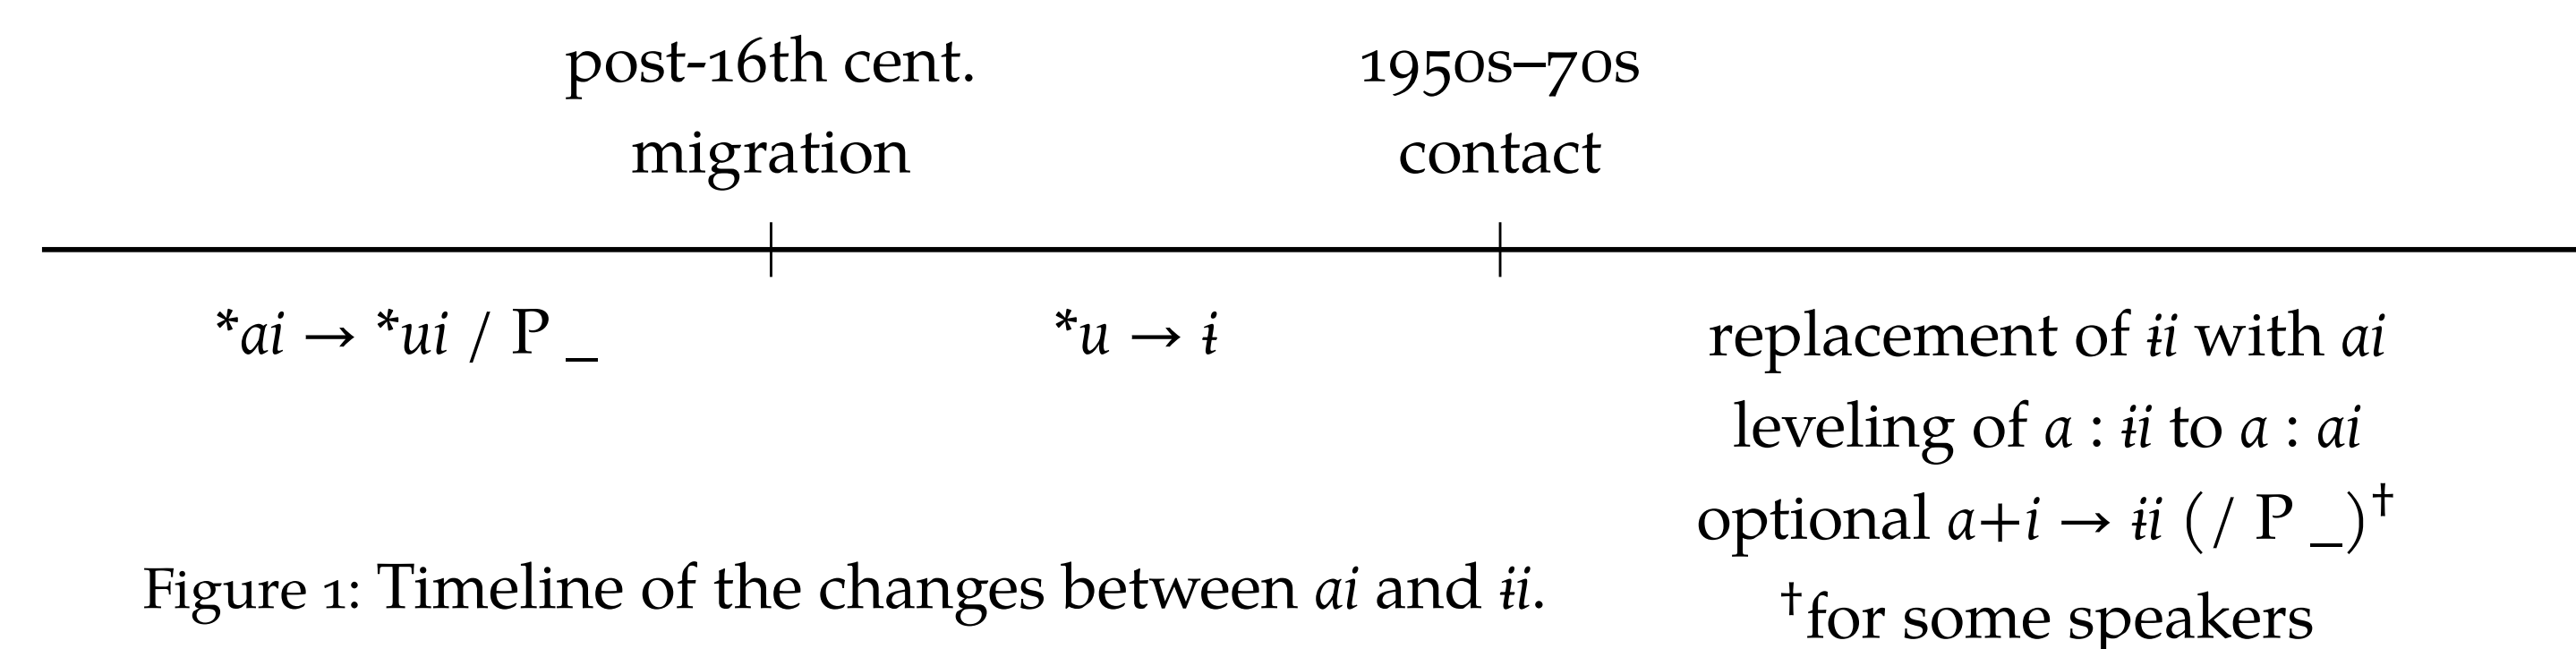 post-16th cent.
migration
1950s–70s
contact
*ai → *ui / P _
*u → ɨ
replacement of ɨi with ai
leveling of a : ɨi to a : ai
optional a+i → ɨi (/ P _)†
†for some speakers
Figure 1: Timeline of the changes between ai and ɨi.